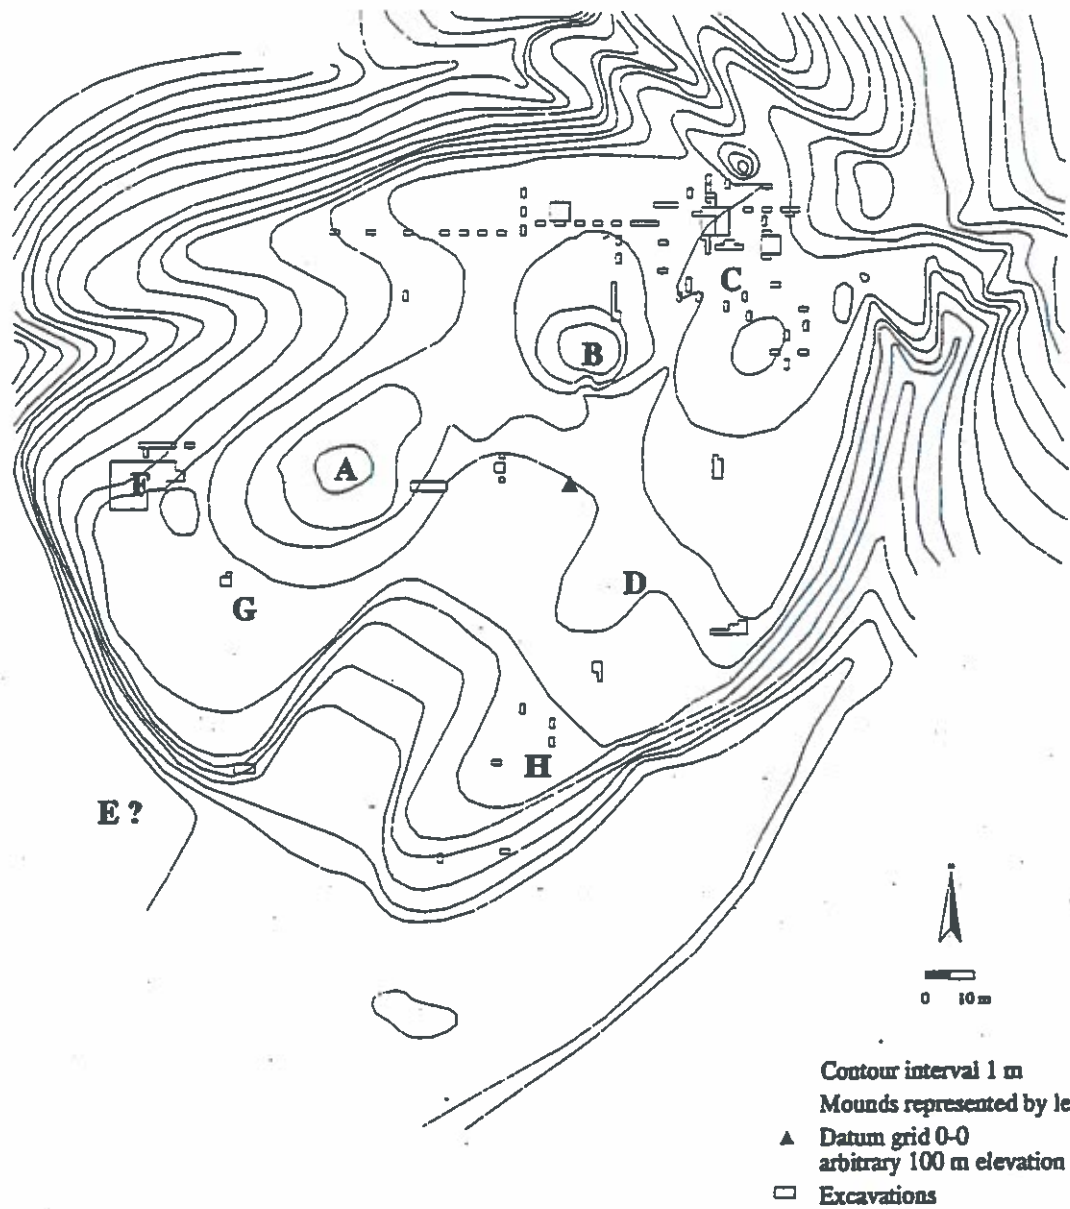 B
C
A
F
D
G
H
E ?
0 10 m
Contour interval 1 m
Mounds represented by le
Datum grid 0-0
arbitrary 100 m elevation
Excavations